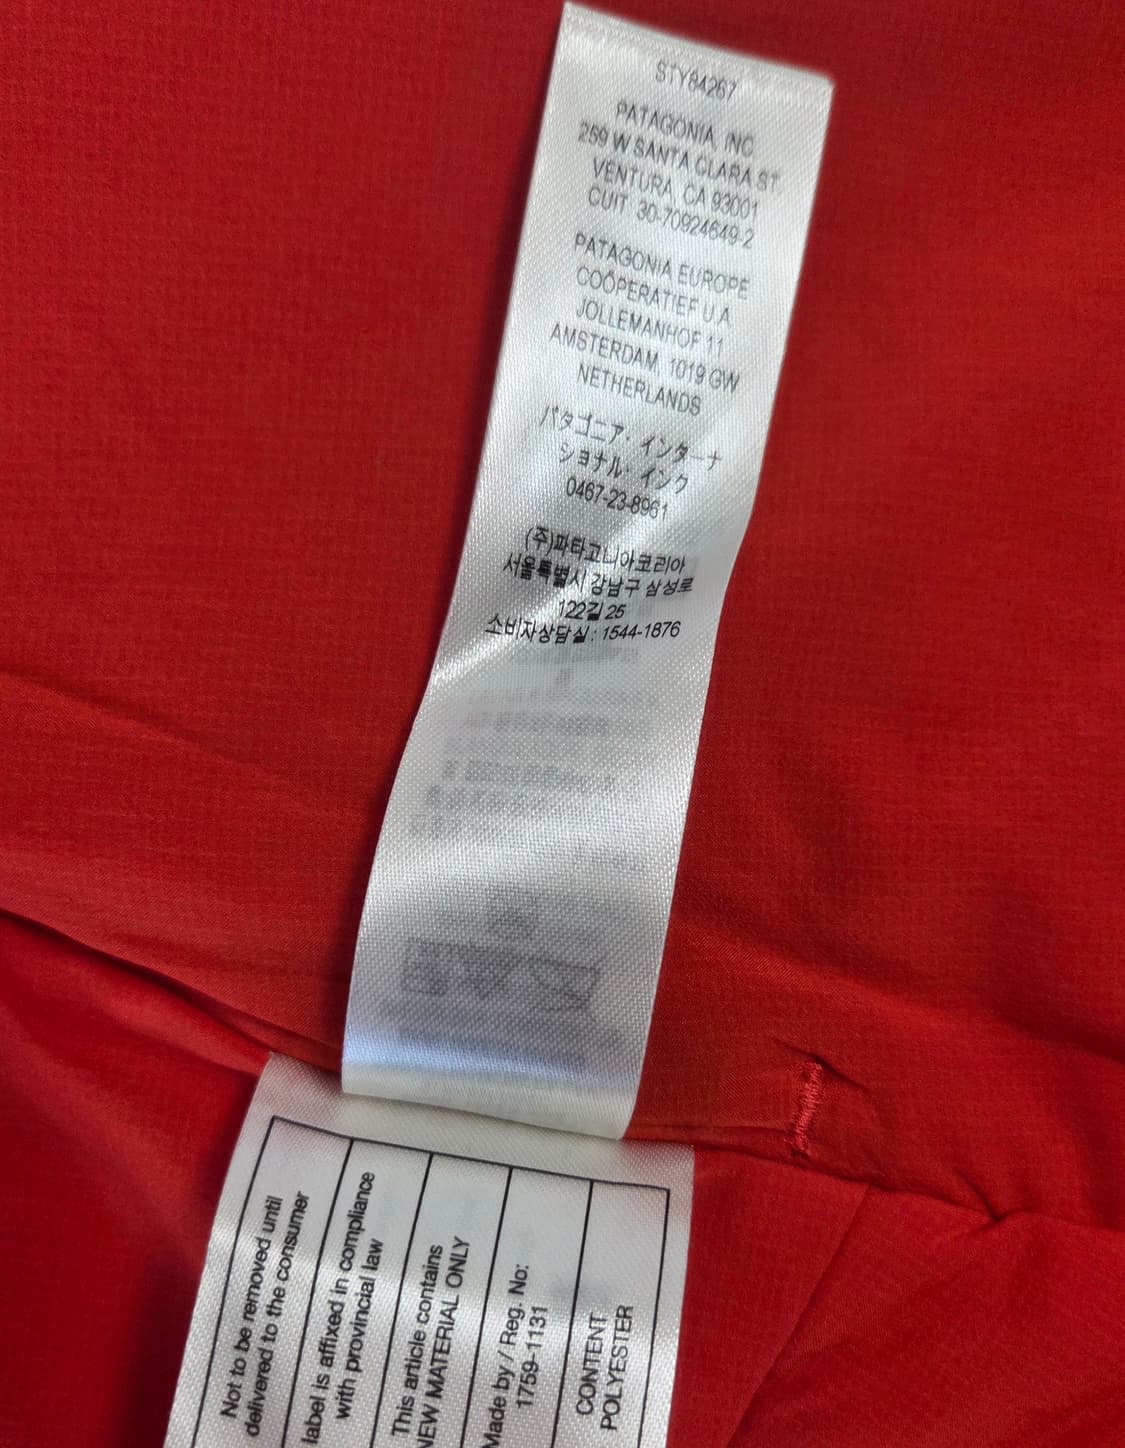 STY84267
PATAGONIA, INC
259 W SANTA CLARA ST
VENTURA, CA 93001
CUIT: 30-70924649-2
PATAGONIA EUROPE
COÖPERATIEF U.A.
JOLLEMANHOF 11
AMSTERDAM, 1019 GW
NETHERLANDS
パタゴニア・インターナ
ショナル・インク
0467-23-8961
(주)파타고니아코리아
서울특별시 강남구 삼성로
122길 25
소비자상담실 : 1544-1876
Not to be removed until
delivered to the consumer
label is affixed in compliance
with provincial law
This article contains
NEW MATERIAL ONLY
Made by / Reg. No:
1759-1131
CONTENT
POLYESTER